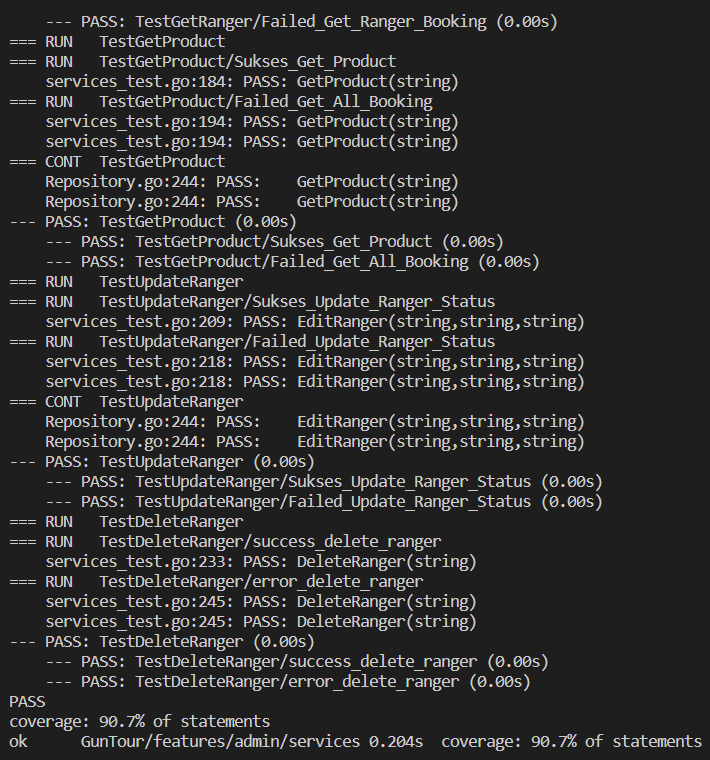 --- PASS: TestGetRanger/Failed_Get_Ranger_Booking (0.00s)
=== RUN   TestGetProduct
=== RUN   TestGetProduct/Sukses_Get_Product
    services_test.go:184: PASS: GetProduct(string)
=== RUN   TestGetProduct/Failed_Get_All_Booking
    services_test.go:194: PASS: GetProduct(string)
    services_test.go:194: PASS: GetProduct(string)
=== CONT  TestGetProduct
    Repository.go:244: PASS:    GetProduct(string)
    Repository.go:244: PASS:    GetProduct(string)
--- PASS: TestGetProduct (0.00s)
    --- PASS: TestGetProduct/Sukses_Get_Product (0.00s)
    --- PASS: TestGetProduct/Failed_Get_All_Booking (0.00s)
=== RUN   TestUpdateRanger
=== RUN   TestUpdateRanger/Sukses_Update_Ranger_Status
    services_test.go:209: PASS: EditRanger(string,string,string)
=== RUN   TestUpdateRanger/Failed_Update_Ranger_Status
    services_test.go:218: PASS: EditRanger(string,string,string)
    services_test.go:218: PASS: EditRanger(string,string,string)
=== CONT  TestUpdateRanger
    Repository.go:244: PASS:    EditRanger(string,string,string)
    Repository.go:244: PASS:    EditRanger(string,string,string)
--- PASS: TestUpdateRanger (0.00s)
    --- PASS: TestUpdateRanger/Sukses_Update_Ranger_Status (0.00s)
    --- PASS: TestUpdateRanger/Failed_Update_Ranger_Status (0.00s)
=== RUN   TestDeleteRanger
=== RUN   TestDeleteRanger/success_delete_ranger
    services_test.go:233: PASS: DeleteRanger(string)
=== RUN   TestDeleteRanger/error_delete_ranger
    services_test.go:245: PASS: DeleteRanger(string)
    services_test.go:245: PASS: DeleteRanger(string)
--- PASS: TestDeleteRanger (0.00s)
    --- PASS: TestDeleteRanger/success_delete_ranger (0.00s)
    --- PASS: TestDeleteRanger/error_delete_ranger (0.00s)
PASS
coverage: 90.7% of statements
ok      GunTour/features/admin/services 0.204s  coverage: 90.7% of statements